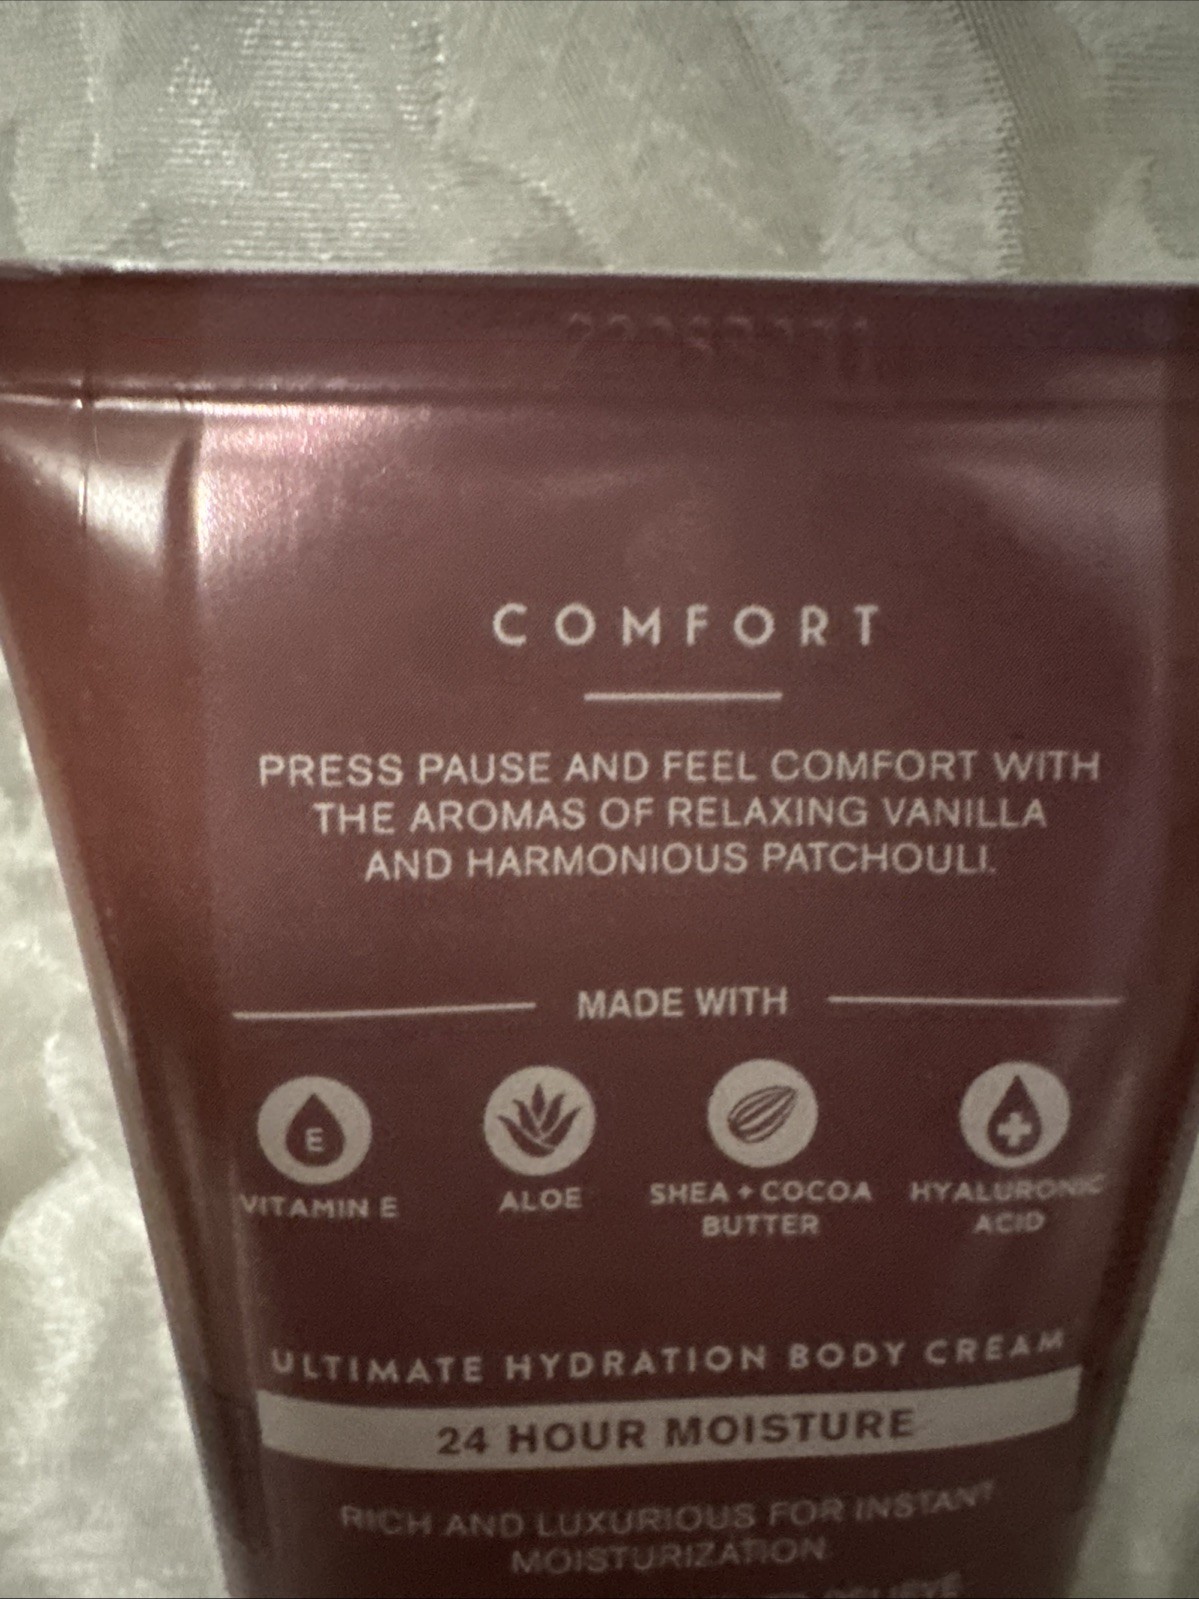 COMFORT
PRESS PAUSE AND FEEL COMFORT WITH
THE AROMAS OF RELAXING VANILLA
AND HARMONIOUS PATCHOULI.
MADE WITH
E
VITAMIN E
ALOE
SHEA + COCOA
BUTTER
HYALURONIC
ACID
ULTIMATE HYDRATION BODY CREAM
24 HOUR MOISTURE
RICH AND LUXURIOUS FOR INSTANT
MOISTURIZATION